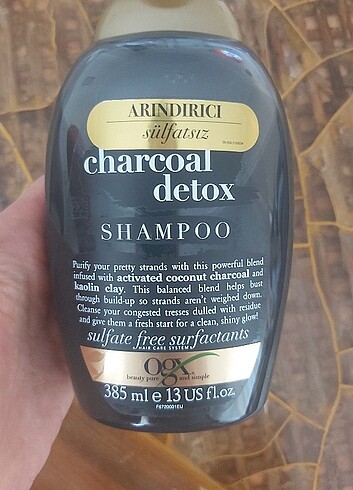 ARINDIRICI
sülfatsız
charcoal
detox
SHAMPOO
Purify your pretty strands with this powerful blend
infused with activated coconut charcoal and
kaolin clay. This balanced blend helps bust
through build-up so strands aren't weighed down.
Cleanse your congested tresses dulled with residue
and give them a fresh start for a clean, shiny glow!
sulfate free surfactants
HAIR CARE SYSTEMS
ogx
beauty pure and simple
385 ml e 13 US fl.oz.